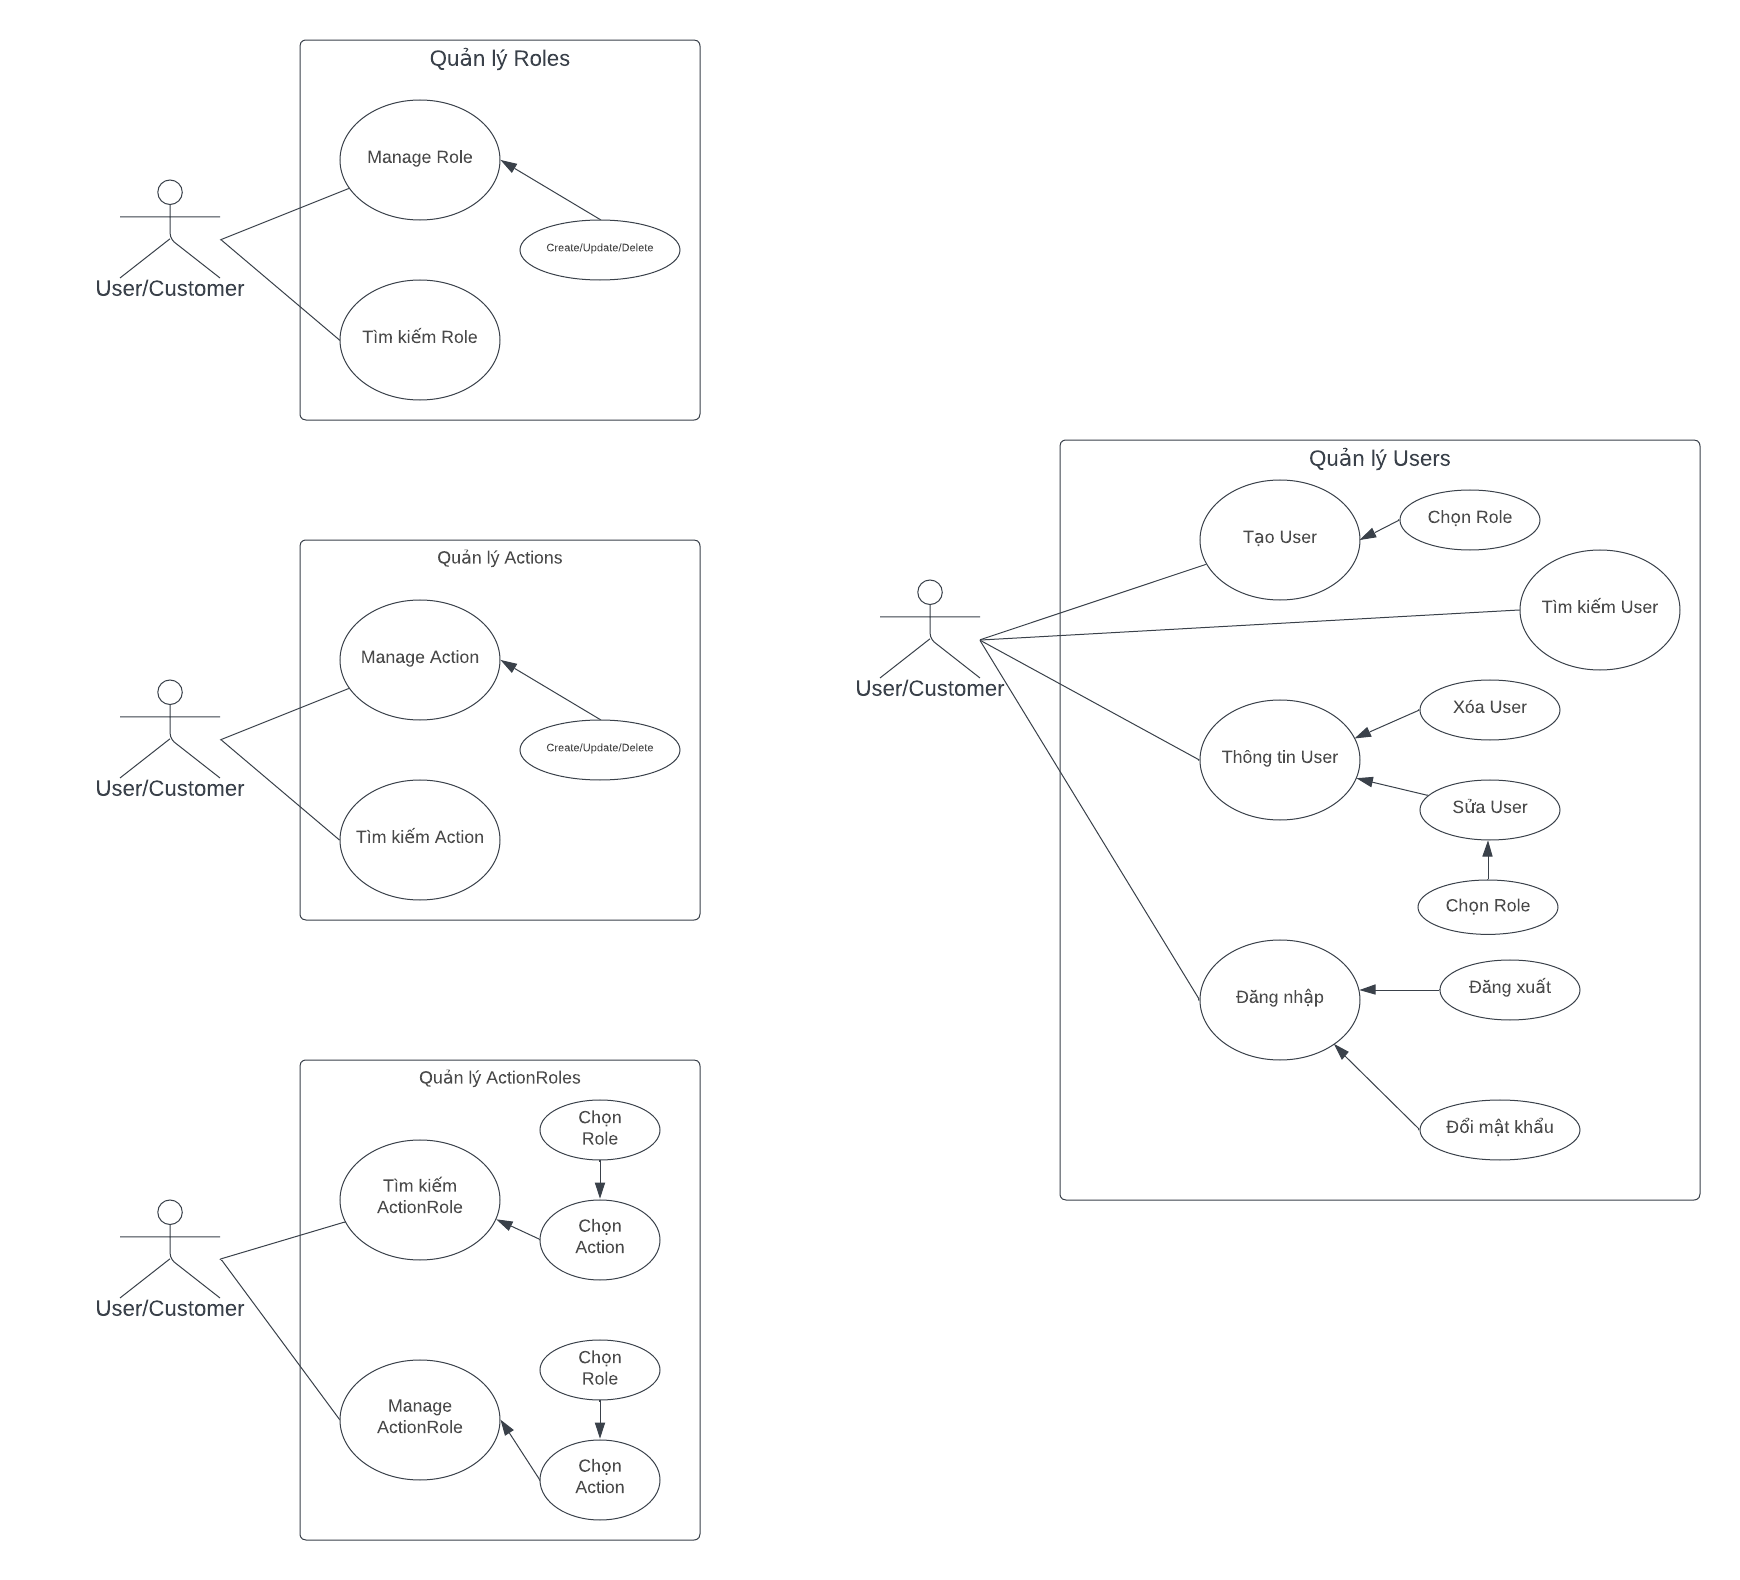 Quản lý Roles
Manage Role
Create/Update/Delete
User/Customer
Tìm kiếm Role
Quản lý Actions
Manage Action
Create/Update/Delete
User/Customer
Tìm kiếm Action
Quản lý ActionRoles
Chọn
Role
Tìm kiếm
ActionRole
Chọn
Action
User/Customer
Chọn
Role
Manage
ActionRole
Chọn
Action
Quản lý Users
Chọn Role
Tạo User
Tìm kiếm User
User/Customer
Xóa User
Thông tin User
Sửa User
Chọn Role
Đăng xuất
Đăng nhập
Đổi mật khẩu